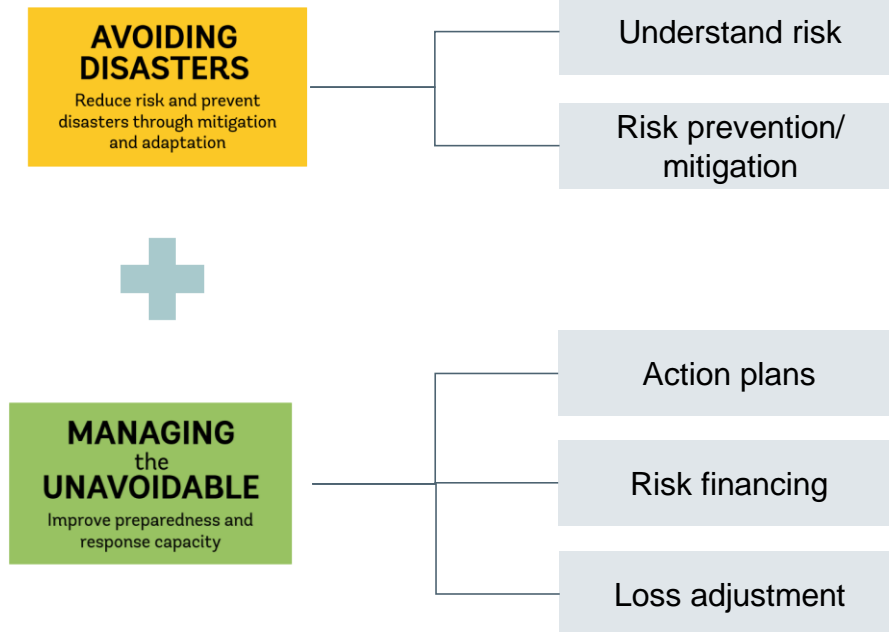 AVOIDING
DISASTERS
Reduce risk and prevent
disasters through mitigation
and adaptation
Understand risk
Risk prevention/
mitigation
MANAGING
the
UNAVOIDABLE
Improve preparedness and
response capacity
Action plans
Risk financing
Loss adjustment